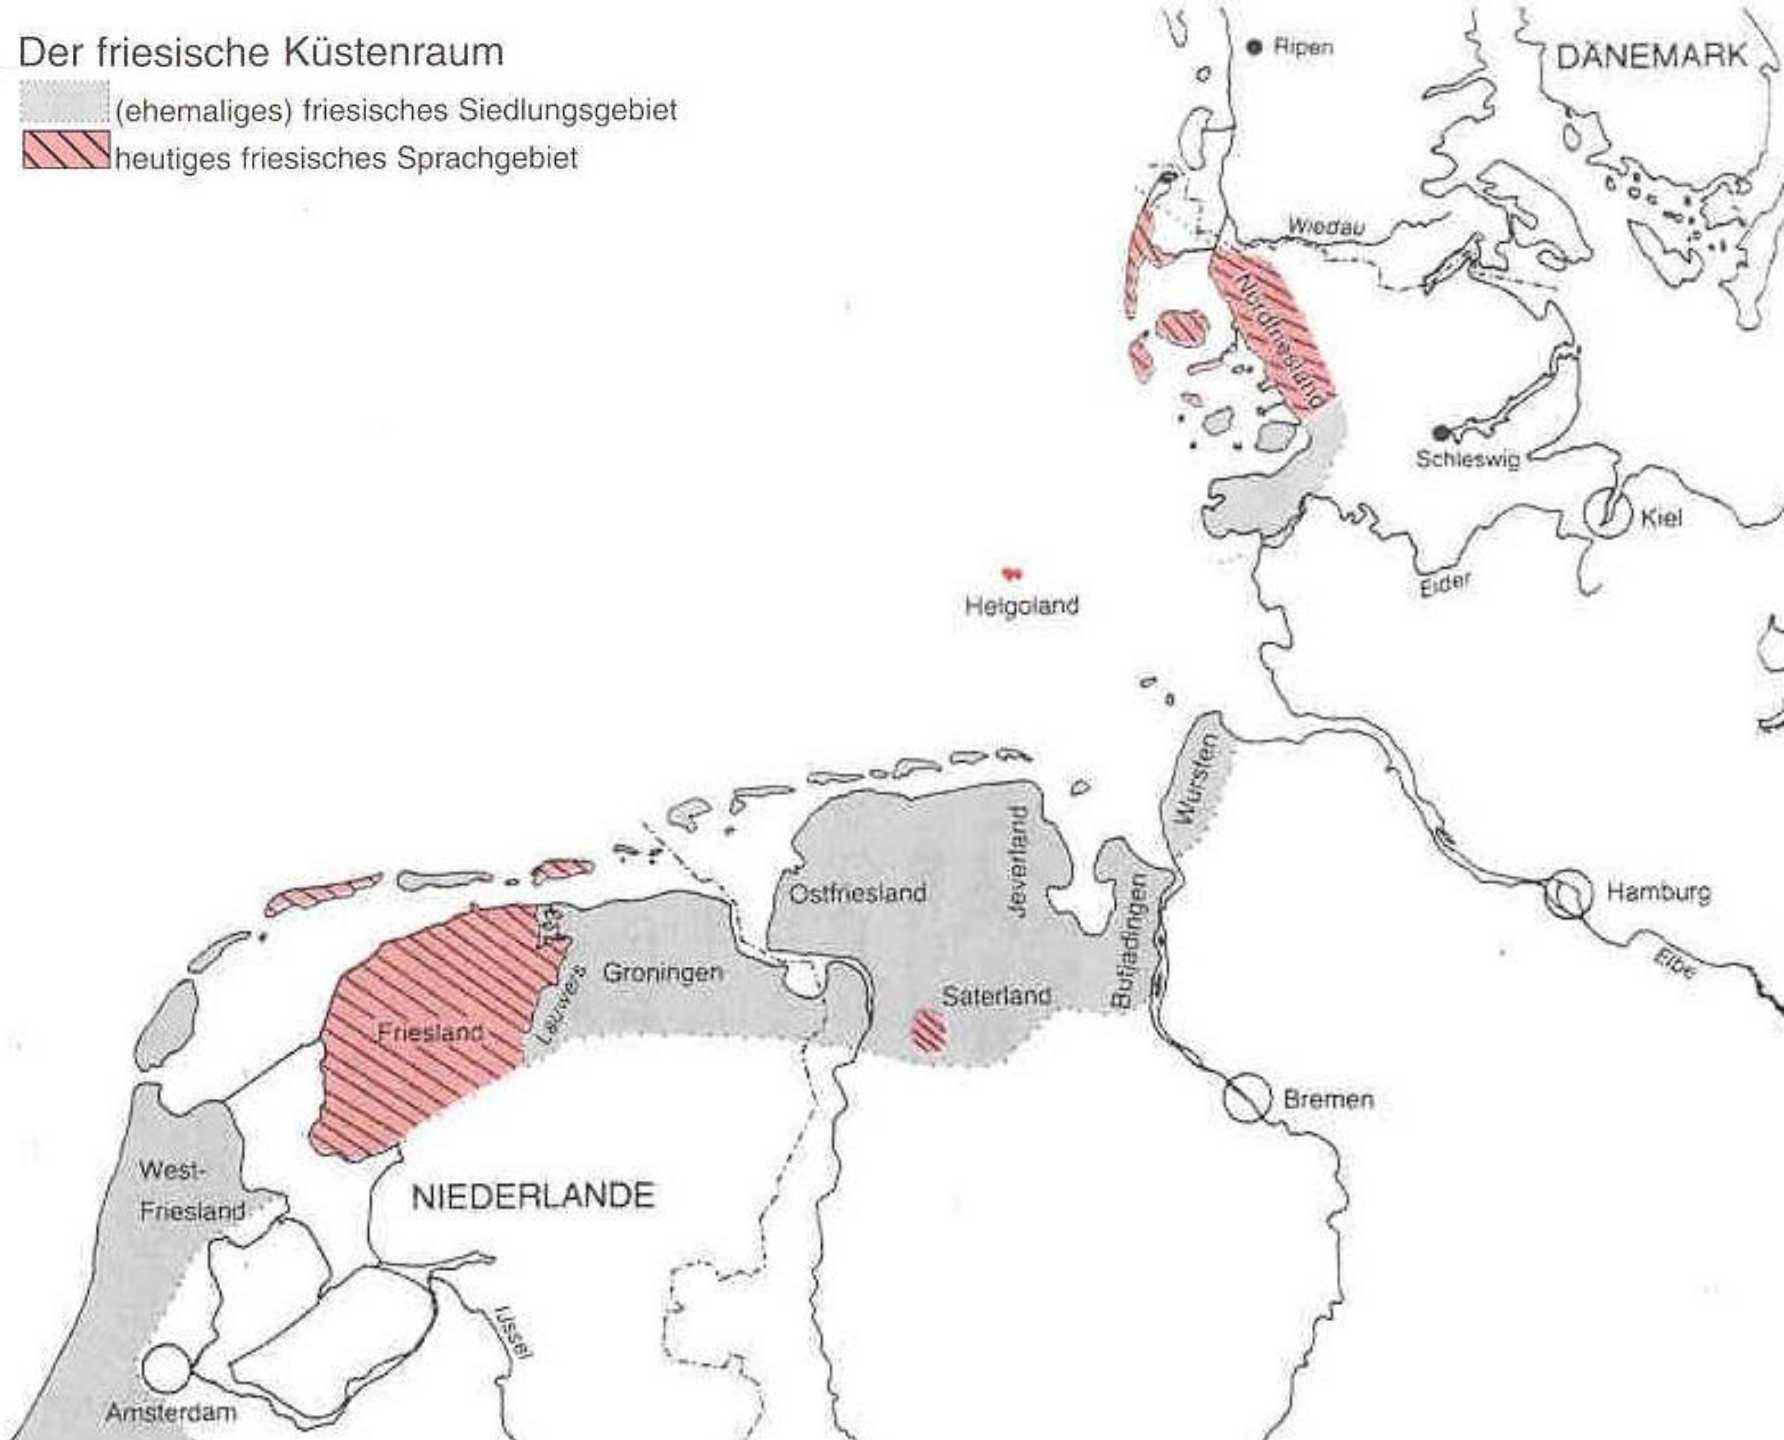 Der friesische Küstenraum
(ehemaliges) friesisches Siedlungsgebiet
heutiges friesisches Sprachgebiet
Ripen
DÄNEMARK
Wiedau
Nordfriesland
Schleswig
Kiel
Eider
Helgoland
Wursten
Jeverland
Ostfriesland
Butjadingen
Hamburg
Elbe
Groningen
Lauwers
Saterland
Friesland
Bremen
West-
Friesland
NIEDERLANDE
IJssel
Amsterdam